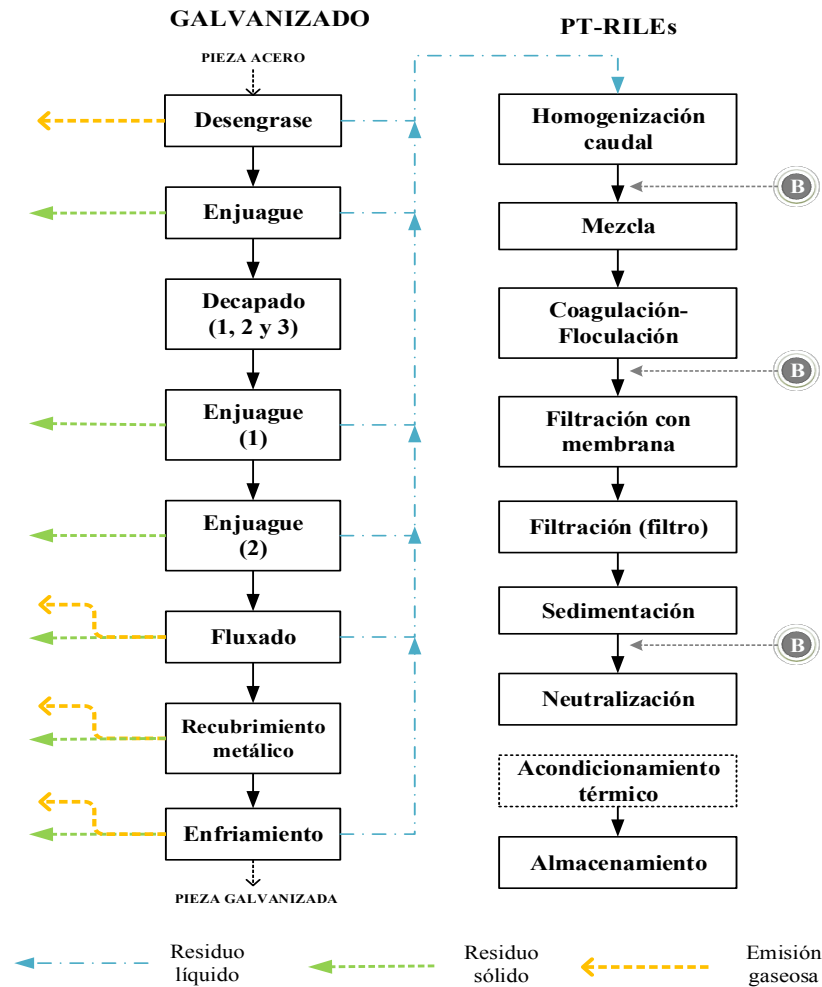 GALVANIZADO
PIEZA ACERO
Desengrase
Enjuague
Decapado
(1, 2 y 3)
Enjuague
(1)
Enjuague
(2)
Fluxado
Recubrimiento
metálico
Enfriamiento
PIEZA GALVANIZADA
PT-RILEs
Homogenización
caudal
B
Mezcla
Coagulación-
Floculación
B
Filtración con
membrana
Filtración (filtro)
Sedimentación
B
Neutralización
Acondicionamiento
térmico
Almacenamiento
Residuo
líquido
Residuo
sólido
Emisión
gaseosa